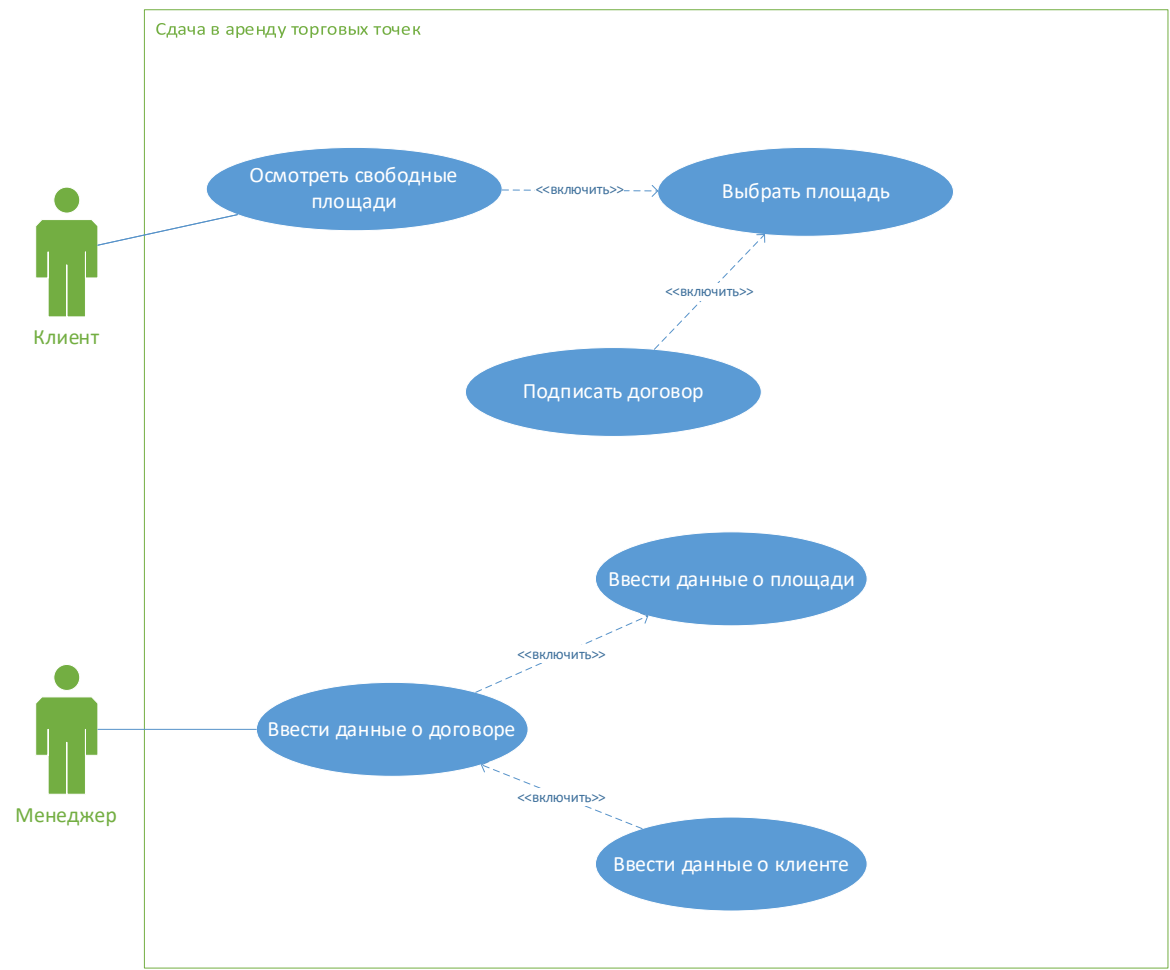 Сдача в аренду торговых точек
Осмотреть свободные
площади
<<включить>>
Выбрать площадь
Клиент
<<включить>>
Подписать договор
Ввести данные о площади
<<включить>>
Ввести данные о договоре
Менеджер
<<включить>>
Ввести данные о клиенте